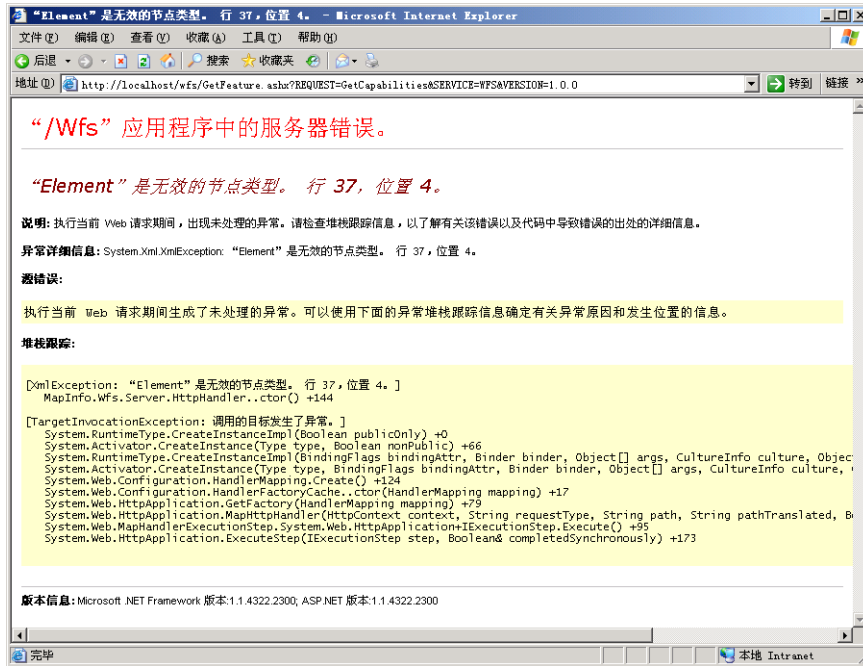 “Element”是无效的节点类型。 行 37，位置 4。 - Microsoft Internet Explorer
文件(F) 编辑(E) 查看(V) 收藏(A) 工具(T) 帮助(H)
后退 搜索 收藏夹
地址(D) http://localhost/wfs/GetFeature.ashx?REQUEST=GetCapabilities&SERVICE=WFS&VERSION=1.0.0 转到 链接 »
“/Wfs”应用程序中的服务器错误。
“Element”是无效的节点类型。 行 37，位置 4。
说明: 执行当前 Web 请求期间，出现未处理的异常。请检查堆栈跟踪信息，以了解有关该错误以及代码中导致错误的出处的详细信息。
异常详细信息: System.Xml.XmlException: “Element”是无效的节点类型。 行 37，位置 4。
源错误:
执行当前 Web 请求期间生成了未处理的异常。可以使用下面的异常堆栈跟踪信息确定有关异常原因和发生位置的信息。
堆栈跟踪:
[XmlException: “Element”是无效的节点类型。 行 37，位置 4。]
MapInfo.Wfs.Server.HttpHandler..ctor() +144
[TargetInvocationException: 调用的目标发生了异常。]
System.RuntimeType.CreateInstanceImpl(Boolean publicOnly) +0
System.Activator.CreateInstance(Type type, Boolean nonPublic) +66
System.RuntimeType.CreateInstanceImpl(BindingFlags bindingAttr, Binder binder, Object[] args, CultureInfo culture, Objec
System.Activator.CreateInstance(Type type, BindingFlags bindingAttr, Binder binder, Object[] args, CultureInfo culture,
System.Web.Configuration.HandlerMapping.Create() +124
System.Web.Configuration.HandlerFactoryCache..ctor(HandlerMapping mapping) +17
System.Web.HttpApplication.GetFactory(HandlerMapping mapping) +79
System.Web.HttpApplication.MapHttpHandler(HttpContext context, String requestType, String path, String pathTranslated, B
System.Web.MapHandlerExecutionStep.System.Web.HttpApplication+IExecutionStep.Execute() +95
System.Web.HttpApplication.ExecuteStep(IExecutionStep step, Boolean& completedSynchronously) +173
版本信息: Microsoft .NET Framework 版本:1.1.4322.2300; ASP.NET 版本:1.1.4322.2300
完毕 本地 Intranet